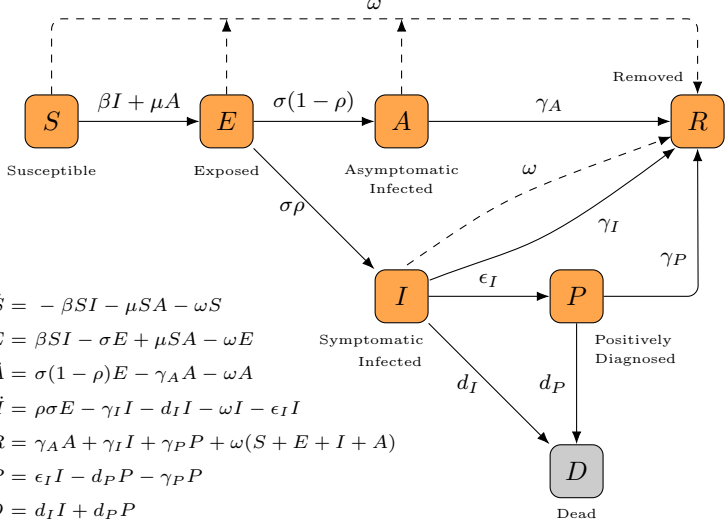 ω
Removed
βI + μA
σ(1 − ρ)
γ_A
S
E
A
R
Susceptible
Exposed
Asymptomatic
Infected
ω
σρ
γ_I
γ_P
ϵ_I
I
P
Symptomatic
Infected
Positively
Diagnosed
d_I
d_P
D
Dead
= − βSI − μSA − ωS
= βSI − σE + μSA − ωE
= σ(1 − ρ)E − γ_A A − ωA
= ρσE − γ_I I − d_I I − ωI − ϵ_I I
= γ_A A + γ_I I + γ_P P + ω(S + E + I + A)
= ϵ_I I − d_P P − γ_P P
= d_I I + d_P P